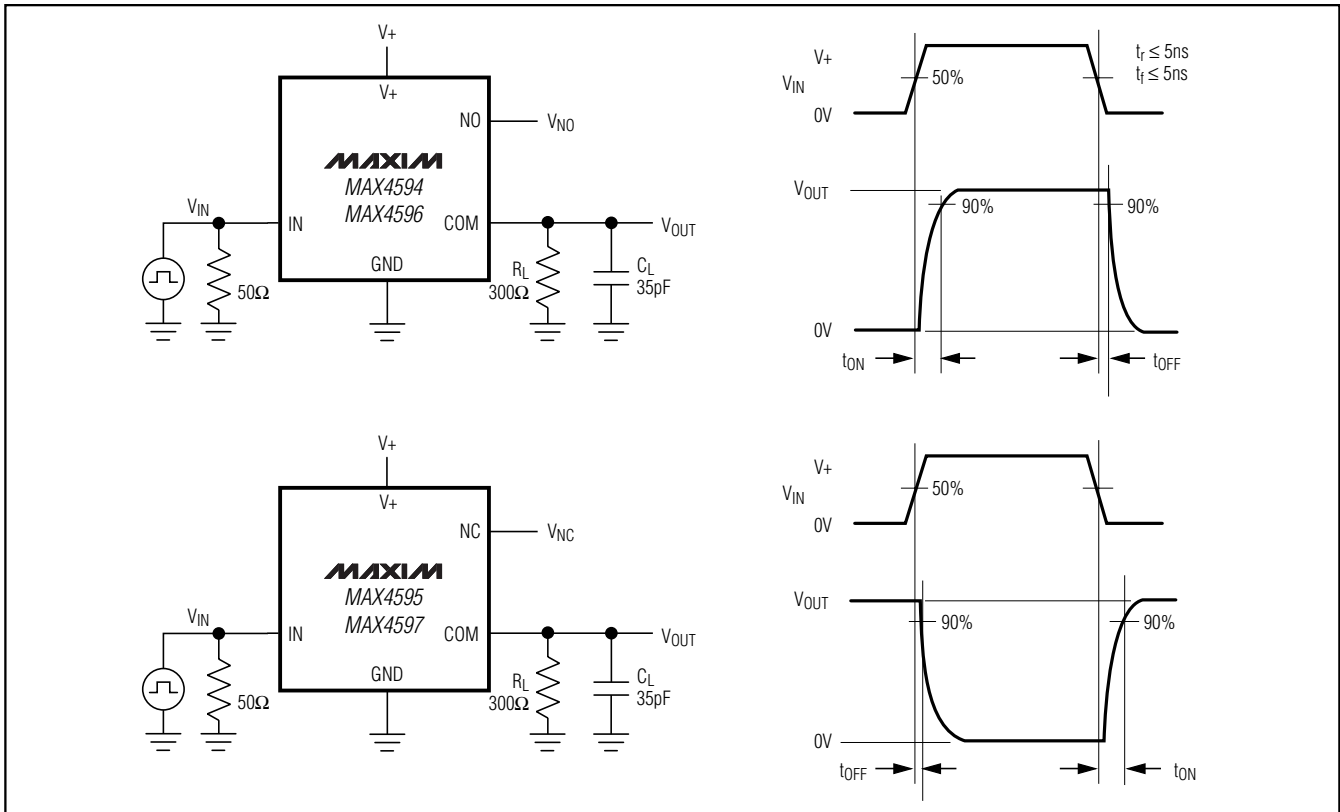 V+
V+
NO
VNO
MAXIM
MAX4594
MAX4596
VIN
IN
COM
VOUT
GND
50Ω
RL
300Ω
CL
35pF
V+
VIN
0V
50%
tr ≤ 5ns
tf ≤ 5ns
VOUT
90%
90%
0V
tON
tOFF
V+
V+
NC
VNC
MAXIM
MAX4595
MAX4597
VIN
IN
COM
VOUT
GND
50Ω
RL
300Ω
CL
35pF
V+
VIN
0V
50%
VOUT
90%
90%
0V
tOFF
tON